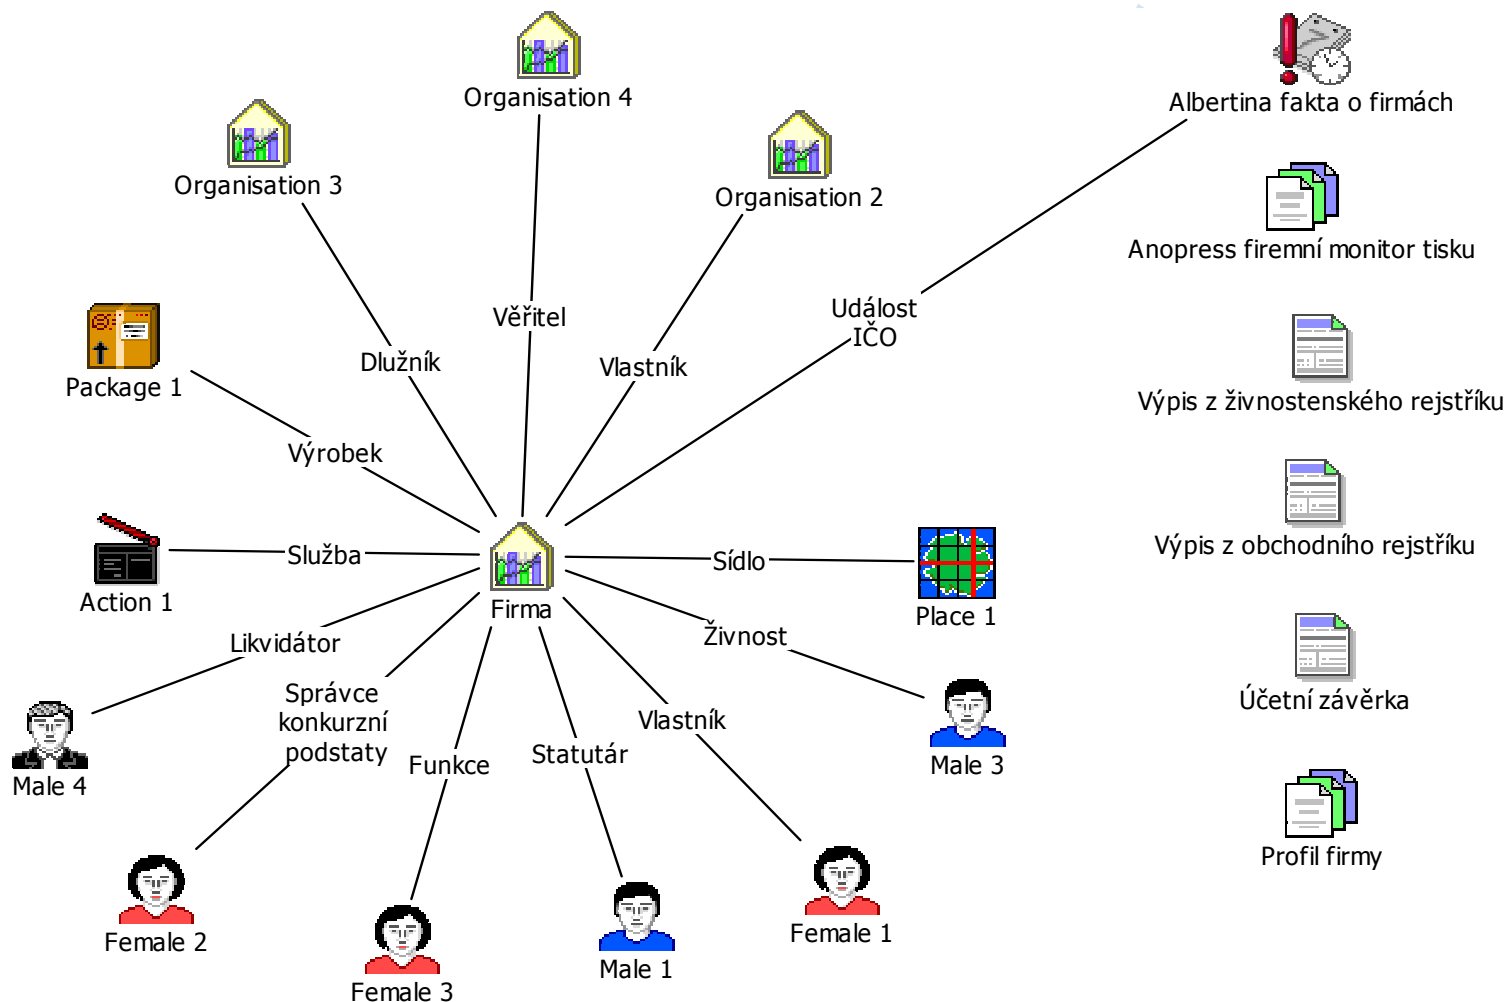 Organisation 4
Albertina fakta o firmách
Organisation 3
Organisation 2
Anopress firemní monitor tisku
Událost
IČO
Věřitel
Dlužník
Vlastník
Package 1
Výpis z živnostenského rejstříku
Výrobek
Služba
Sídlo
Výpis z obchodního rejstříku
Action 1
Firma
Place 1
Likvidátor
Živnost
Správce
konkurzní
podstaty
Vlastník
Účetní závěrka
Funkce
Statutár
Male 4
Male 3
Profil firmy
Female 2
Female 3
Male 1
Female 1